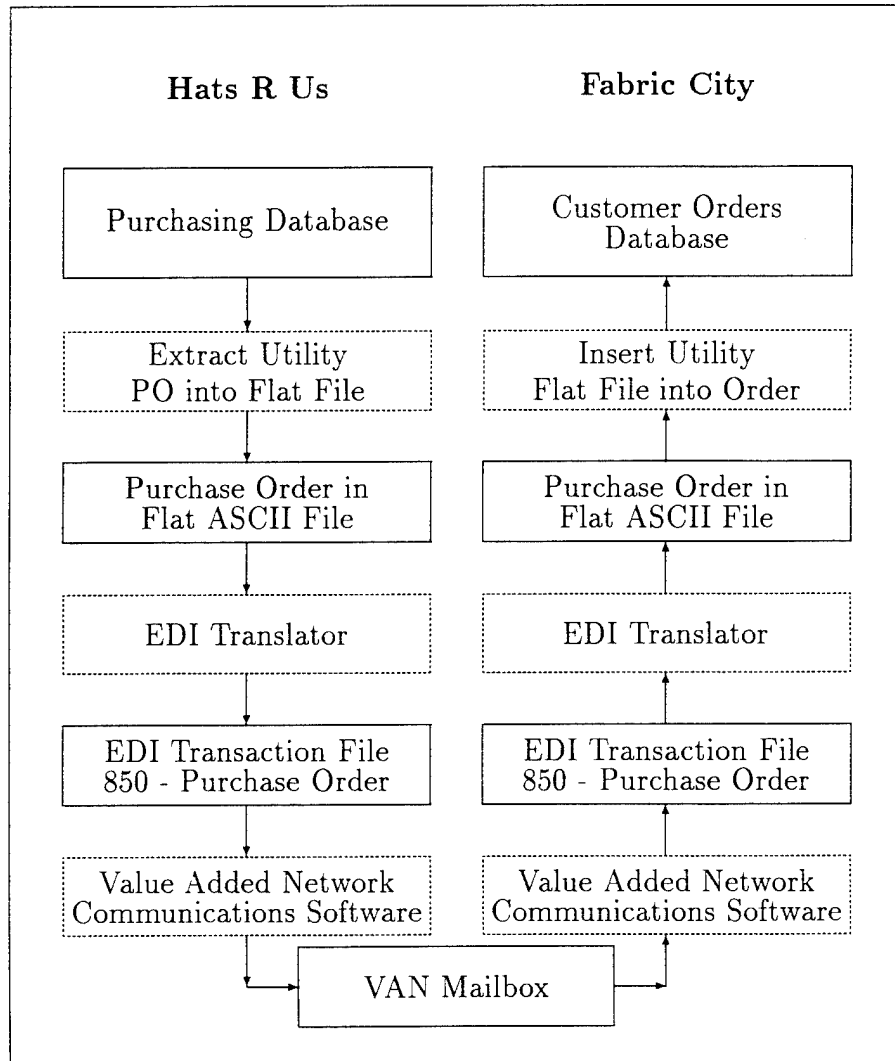 Hats R Us
Purchasing Database
Extract Utility
PO into Flat File
Purchase Order in
Flat ASCII File
EDI Translator
EDI Transaction File
850 - Purchase Order
Value Added Network
Communications Software
VAN Mailbox
Fabric City
Customer Orders
Database
Insert Utility
Flat File into Order
Purchase Order in
Flat ASCII File
EDI Translator
EDI Transaction File
850 - Purchase Order
Value Added Network
Communications Software